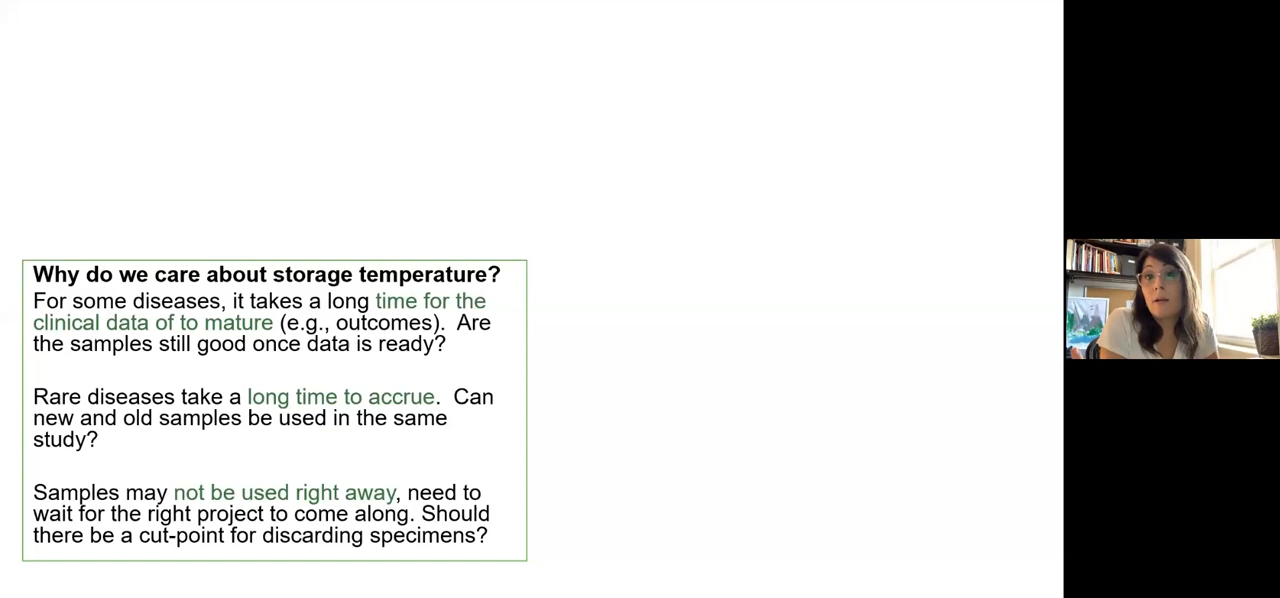 Why do we care about storage temperature?
For some diseases, it takes a long time for the
clinical data of to mature (e.g., outcomes).  Are
the samples still good once data is ready?
Rare diseases take a long time to accrue.  Can
new and old samples be used in the same
study?
Samples may not be used right away, need to
wait for the right project to come along. Should
there be a cut-point for discarding specimens?